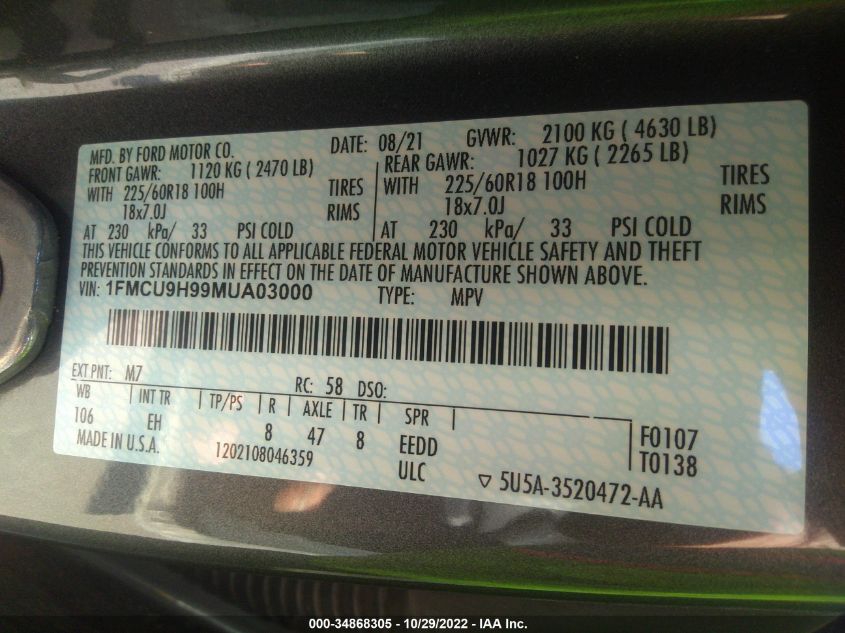 MFD. BY FORD MOTOR CO. DATE: 08/21 GVWR: 2100 KG ( 4630 LB)
FRONT GAWR: 1120 KG ( 2470 LB) REAR GAWR: 1027 KG ( 2265 LB)
WITH 225/60R18 100H TIRES WITH 225/60R18 100H TIRES
18x7.0J RIMS 18x7.0J RIMS
AT 230 kPa/ 33 PSI COLD AT 230 kPa/ 33 PSI COLD
THIS VEHICLE CONFORMS TO ALL APPLICABLE FEDERAL MOTOR VEHICLE SAFETY AND THEFT
PREVENTION STANDARDS IN EFFECT ON THE DATE OF MANUFACTURE SHOWN ABOVE.
VIN: 1FMCU9H99MUA03000 TYPE: MPV
EXT PNT: M7 RC: 58 DSO:
WB INT TR TP/PS R AXLE TR SPR
106 EH 8 47 8 EEDD F0107
MADE IN U.S.A. 1202108046359 ULC T0138
▽ 5U5A-3520472-AA
000-34868305 - 10/29/2022 - IAA Inc.